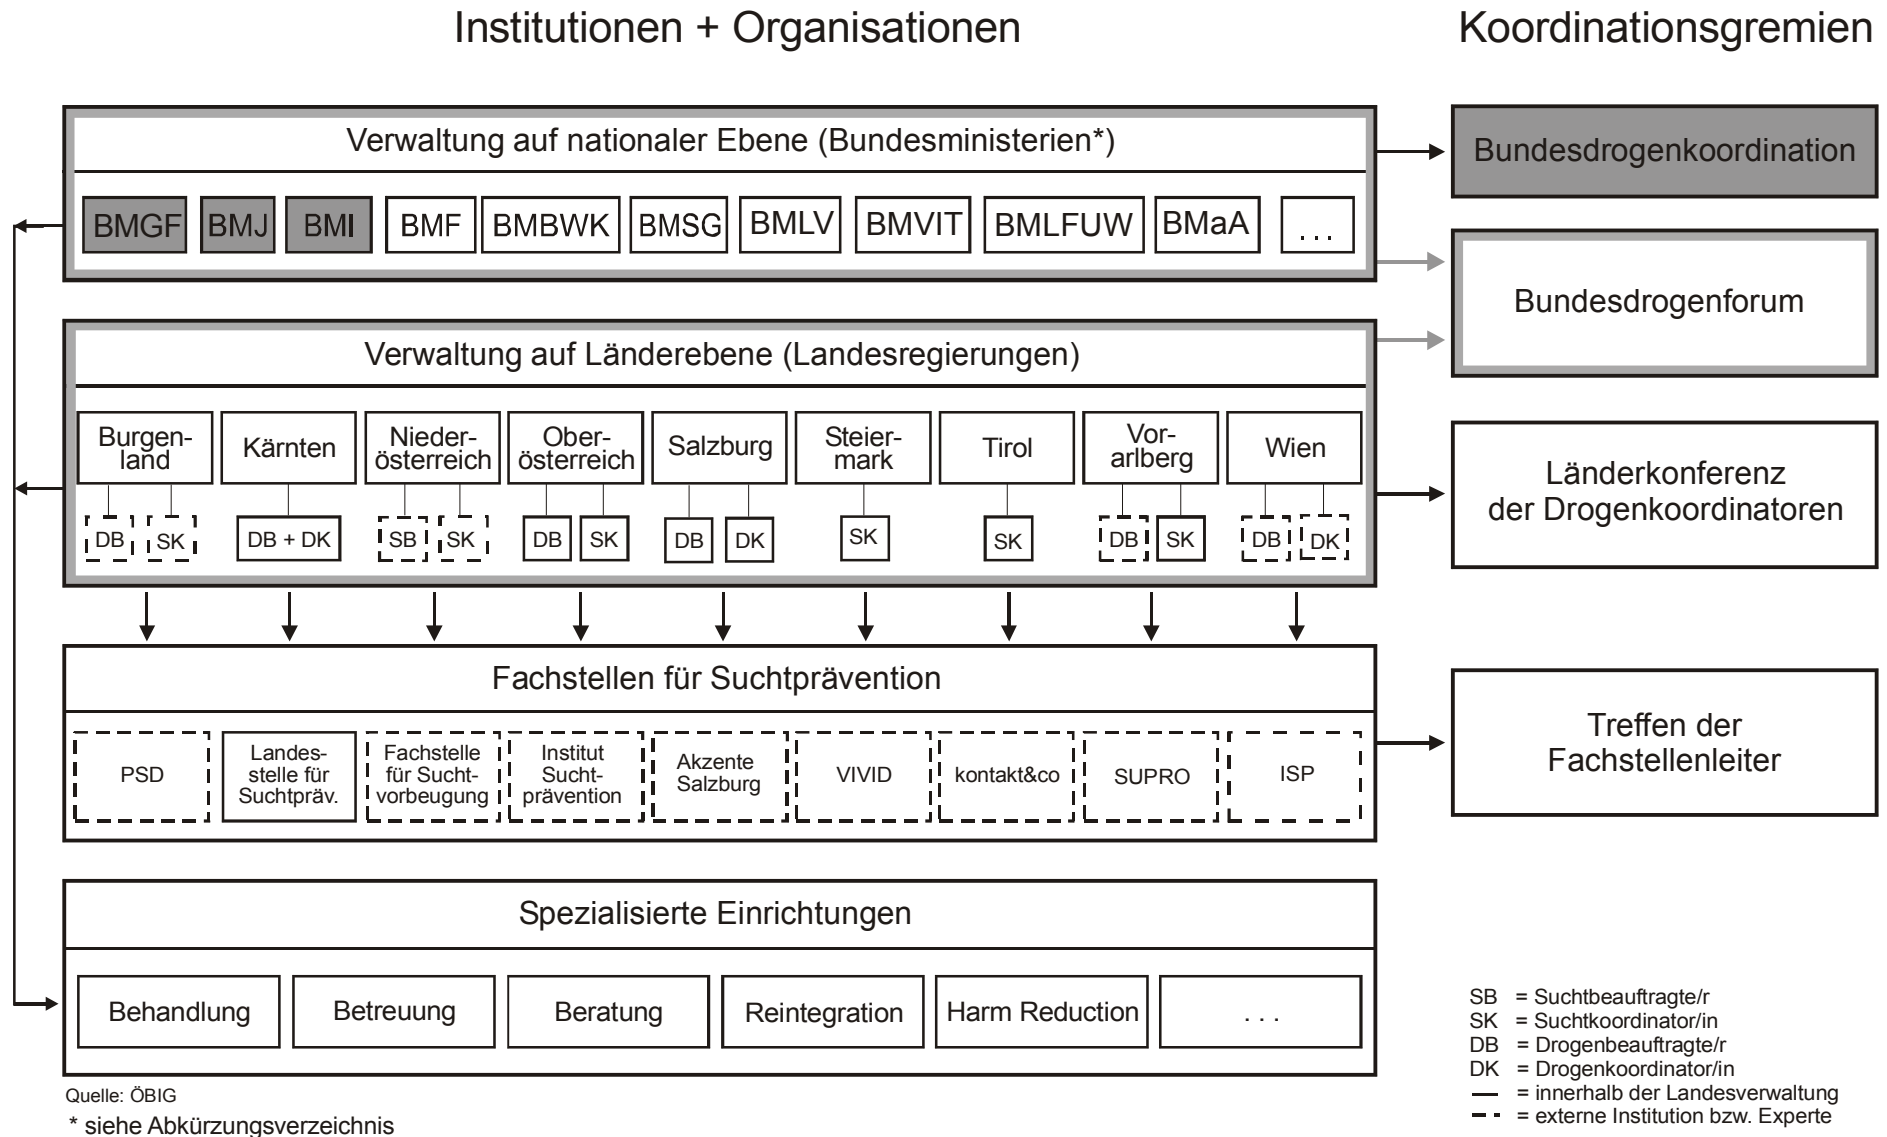 Institutionen + Organisationen
Koordinationsgremien
Verwaltung auf nationaler Ebene (Bundesministerien*)
BMGF
BMJ
BMI
BMF
BMBWK
BMSG
BMLV
BMVIT
BMLFUW
BMaA
. . .
Bundesdrogenkoordination
Bundesdrogenforum
Verwaltung auf Länderebene (Landesregierungen)
Burgen-
land
Kärnten
Nieder-
österreich
Ober-
österreich
Salzburg
Steier-
mark
Tirol
Vor-
arlberg
Wien
DB
SK
DB + DK
SB
SK
DB
SK
DB
DK
SK
SK
DB
SK
DB
DK
Länderkonferenz
der Drogenkoordinatoren
Fachstellen für Suchtprävention
PSD
Landes-
stelle für
Suchtpräv.
Fachstelle
für Sucht-
vorbeugung
Institut
Sucht-
prävention
Akzente
Salzburg
VIVID
kontakt&co
SUPRO
ISP
Treffen der
Fachstellenleiter
Spezialisierte Einrichtungen
Behandlung
Betreuung
Beratung
Reintegration
Harm Reduction
. . .
SB = Suchtbeauftragte/r
SK = Suchtkoordinator/in
DB = Drogenbeauftragte/r
DK = Drogenkoordinator/in
= innerhalb der Landesverwaltung
= externe Institution bzw. Experte
Quelle: ÖBIG
* siehe Abkürzungsverzeichnis